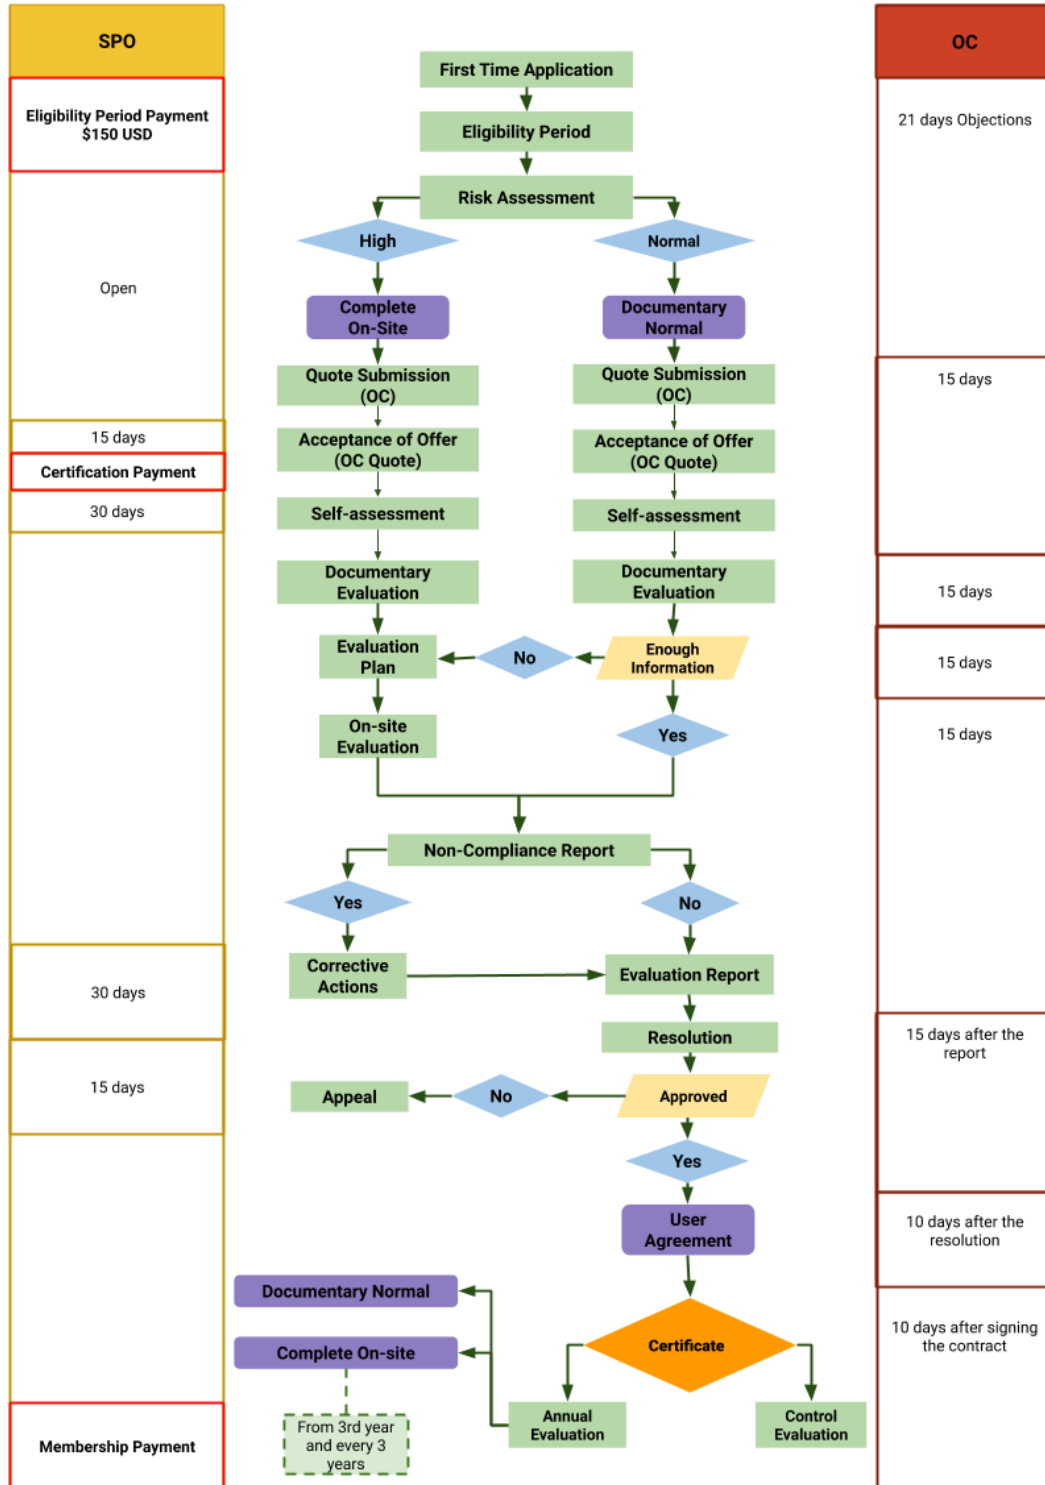 SPO
OC
First Time Application
Eligibility Period Payment
$150 USD
21 days Objections
Eligibility Period
Risk Assessment
High
Normal
Open
Complete
On-Site
Documentary
Normal
Quote Submission
(OC)
Quote Submission
(OC)
15 days
15 days
Acceptance of Offer
(OC Quote)
Acceptance of Offer
(OC Quote)
Certification Payment
30 days
Self-assessment
Self-assessment
Documentary
Evaluation
Documentary
Evaluation
15 days
Evaluation
Plan
No
Enough
Information
15 days
On-site
Evaluation
Yes
15 days
Non-Compliance Report
Yes
No
Corrective
Actions
Evaluation Report
30 days
Resolution
15 days after the
report
15 days
Appeal
No
Approved
Yes
User
Agreement
10 days after the
resolution
Documentary Normal
Complete On-site
Certificate
10 days after signing
the contract
From 3rd year
and every 3
years
Annual
Evaluation
Control
Evaluation
Membership Payment